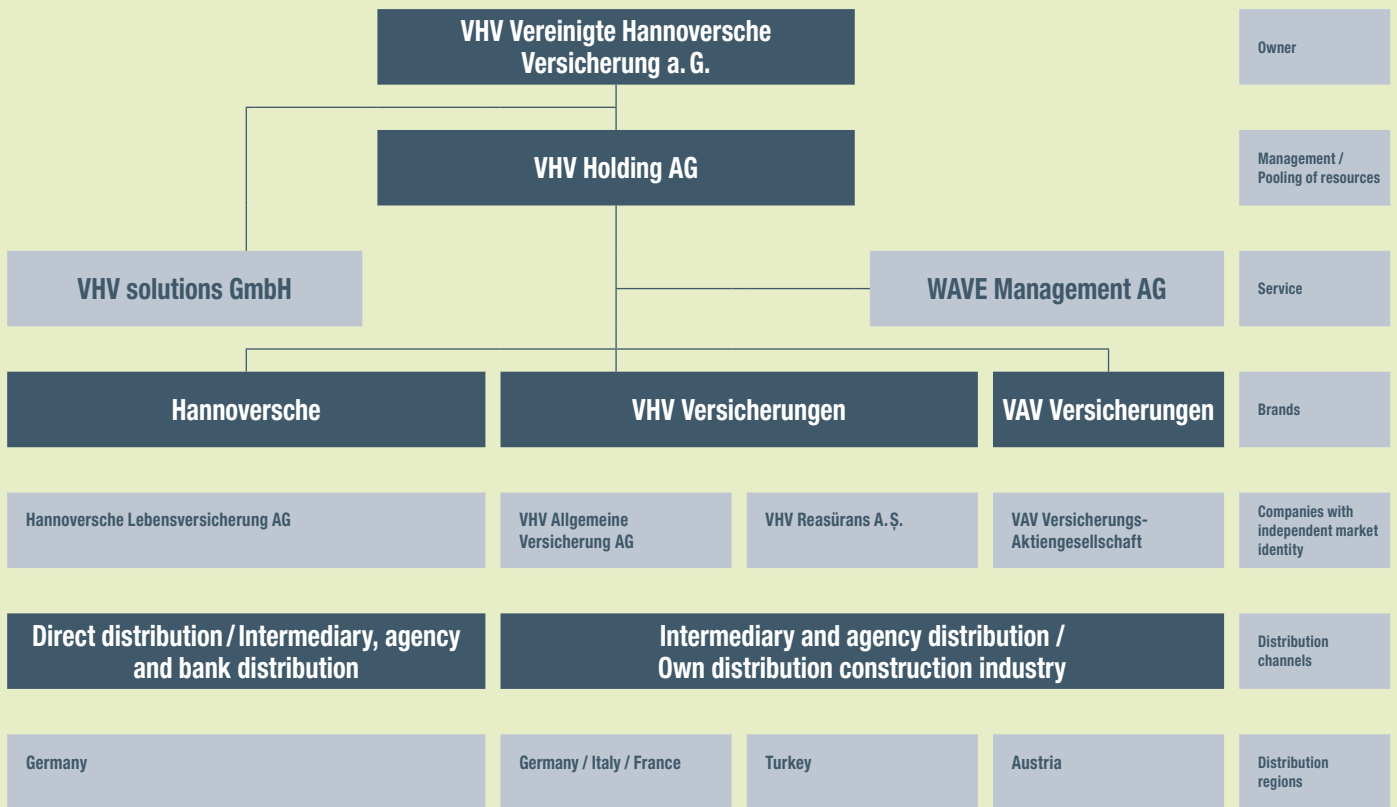 VHV Vereinigte Hannoversche
Versicherung a. G.
Owner
VHV Holding AG
Management /
Pooling of resources
VHV solutions GmbH
WAVE Management AG
Service
Hannoversche
VHV Versicherungen
VAV Versicherungen
Brands
Hannoversche Lebensversicherung AG
VHV Allgemeine
Versicherung AG
VHV Reasürans A. Ş.
VAV Versicherungs-
Aktiengesellschaft
Companies with
independent market
identity
Direct distribution / Intermediary, agency
and bank distribution
Intermediary and agency distribution /
Own distribution construction industry
Distribution
channels
Germany
Germany / Italy / France
Turkey
Austria
Distribution
regions